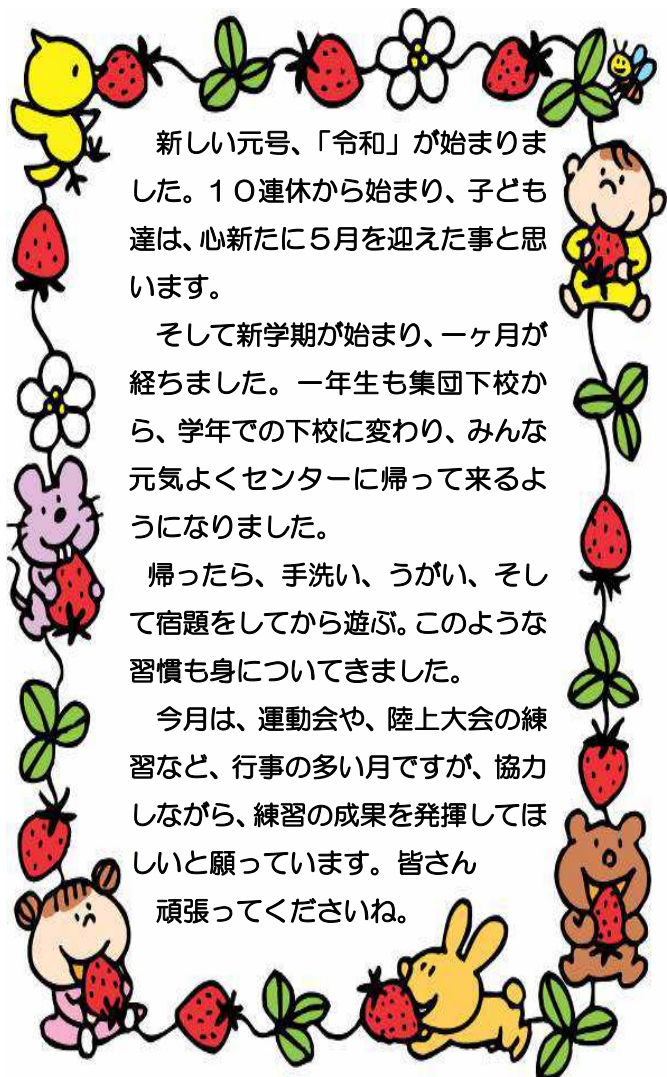 新しい元号、「令和」が始まりま
した。１０連休から始まり、子ども
達は、心新たに５月を迎えた事と思
います。
　そして新学期が始まり、一ヶ月が
経ちました。一年生も集団下校か
ら、学年での下校に変わり、みんな
元気よくセンターに帰って来るよ
うになりました。
　帰ったら、手洗い、うがい、そし
て宿題をしてから遊ぶ。このような
習慣も身についてきました。
　今月は、運動会や、陸上大会の練
習など、行事の多い月ですが、協力
しながら、練習の成果を発揮してほ
しいと願っています。皆さん
　頑張ってくださいね。